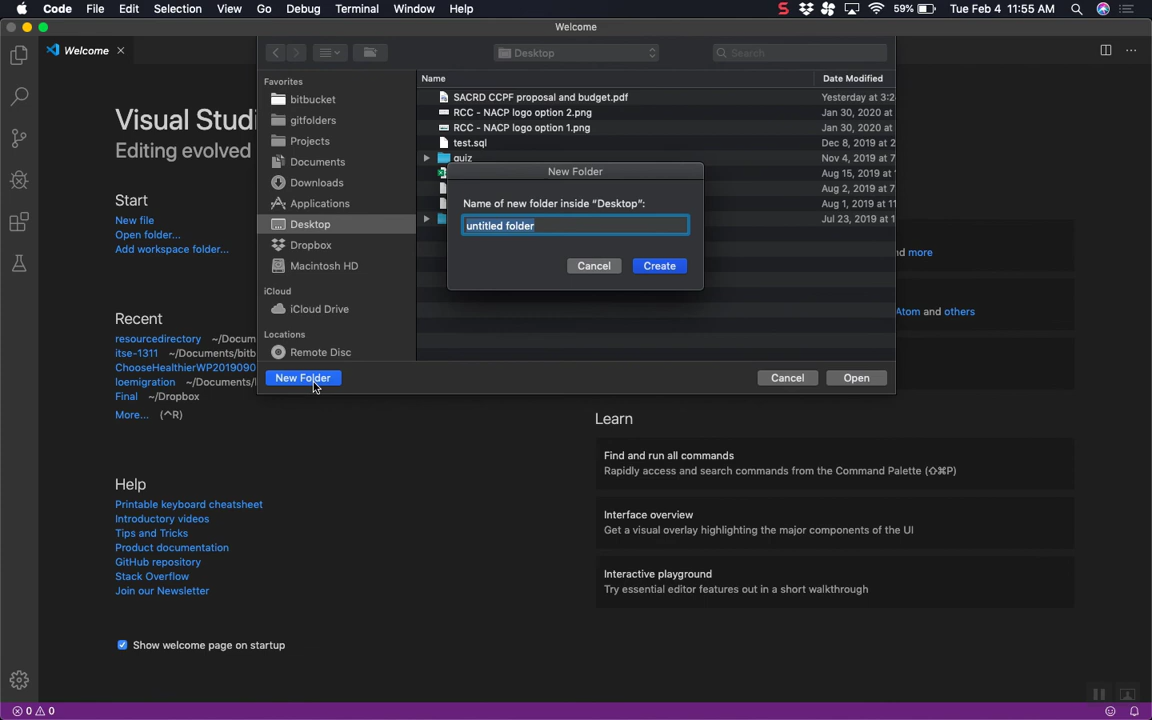 Code File Edit Selection View Go Debug Terminal Window Help 59% Tue Feb 4 11:55 AM
Welcome
Welcome
Desktop
Search
Visual Studi
Editing evolved
Start
New file
Open folder...
Add workspace folder...
Recent
resourcedirectory ~/Docum
itse-1311 ~/Documents/bitb
ChooseHealthierWP2019090
loemigration ~/Documents/
Final ~/Dropbox
More... (^R)
Help
Printable keyboard cheatsheet
Introductory videos
Tips and Tricks
Product documentation
GitHub repository
Stack Overflow
Join our Newsletter
Show welcome page on startup
Favorites
bitbucket
gitfolders
Projects
Documents
Downloads
Applications
Desktop
Dropbox
Macintosh HD
iCloud
iCloud Drive
Locations
Remote Disc
Name Date Modified
SACRD CCPF proposal and budget.pdf Yesterday at 3:2
RCC - NACP logo option 2.png Jan 30, 2020 at
RCC - NACP logo option 1.png Jan 30, 2020 at
test.sql Dec 8, 2019 at 2
quiz Nov 4, 2019 at 7
Aug 15, 2019 at
Aug 2, 2019 at 7
Aug 1, 2019 at 11
Jul 23, 2019 at 1
New Folder
Name of new folder inside “Desktop”:
untitled folder
Cancel Create
New Folder Cancel Open
nd more
Atom and others
Learn
Find and run all commands
Rapidly access and search commands from the Command Palette (⇧⌘P)
Interface overview
Get a visual overlay highlighting the major components of the UI
Interactive playground
Try essential editor features out in a short walkthrough
0 0